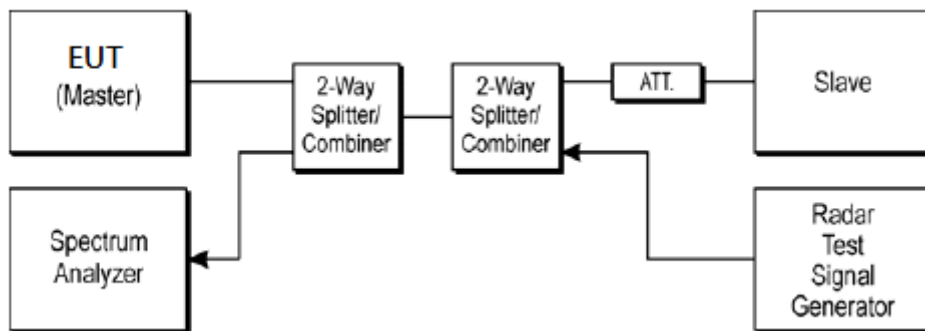 EUT
(Master)
2-Way
Splitter/
Combiner
2-Way
Splitter/
Combiner
ATT.
Slave
Spectrum
Analyzer
Radar
Test
Signal
Generator